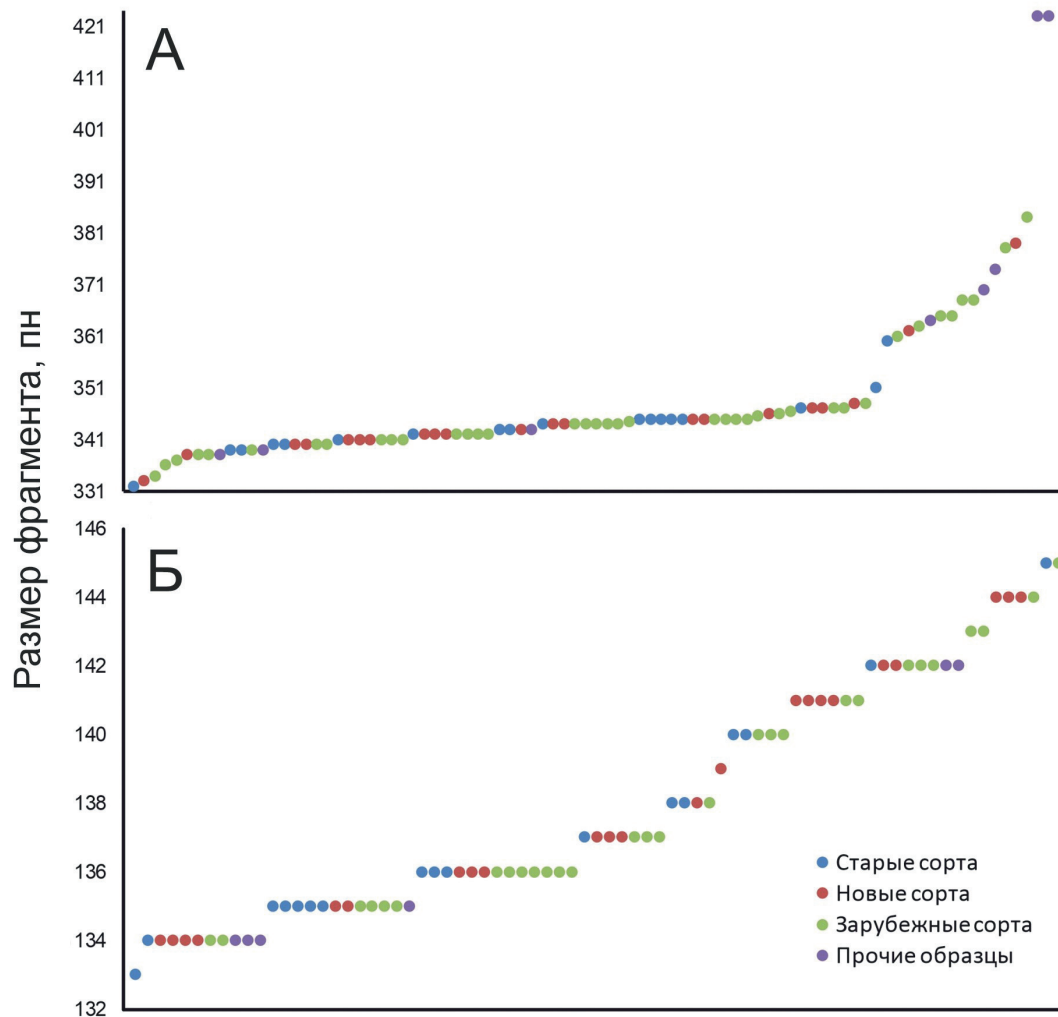 Размер фрагмента, пн
А
421
411
401
391
381
371
361
351
341
331
Б
146
144
142
140
138
136
134
132
Старые сорта
Новые сорта
Зарубежные сорта
Прочие образцы